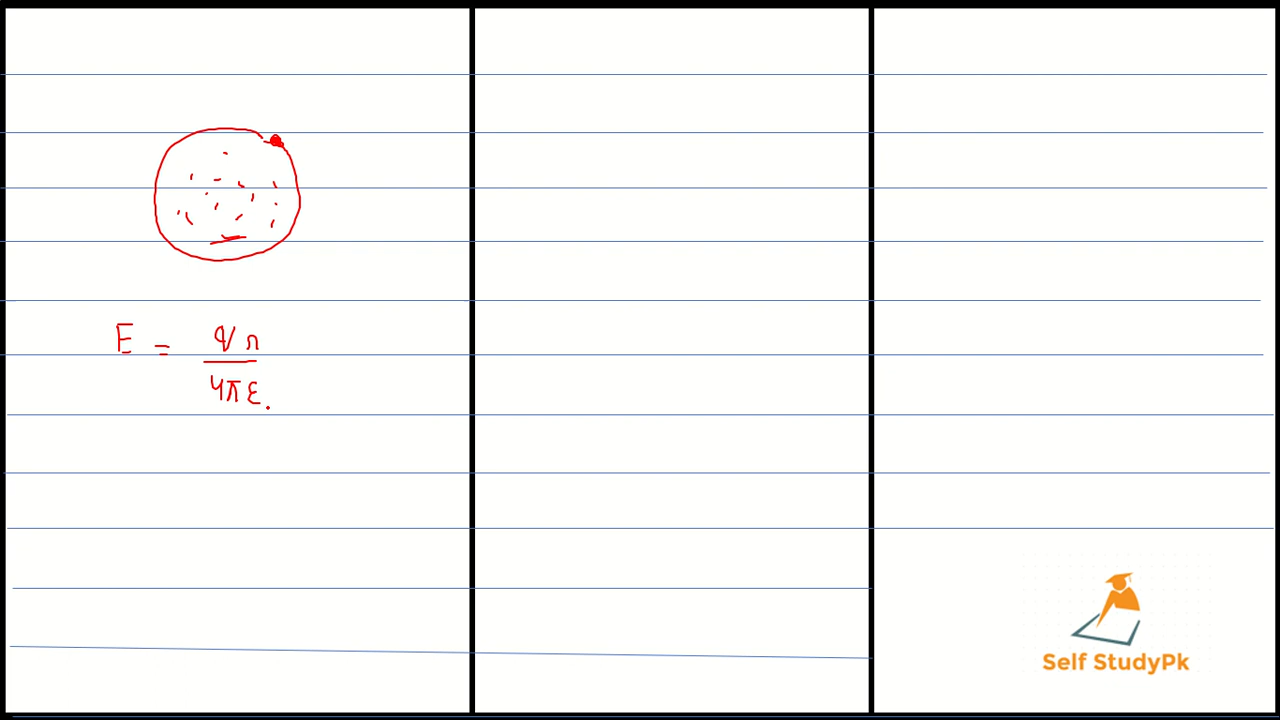 E = qr / 4πε.
Self StudyPk